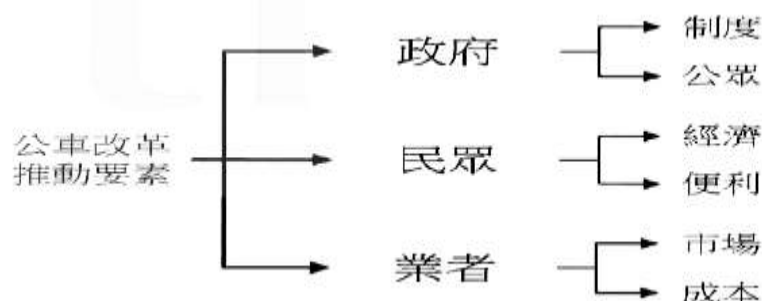 公車改革
推動要素
政府
制度
公眾
民眾
經濟
便利
業者
市場
成本